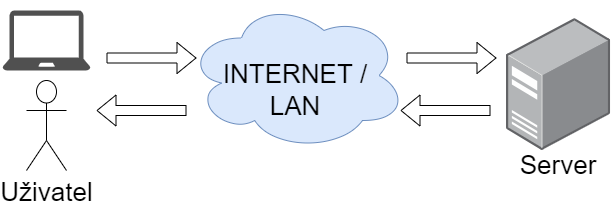 INTERNET /
LAN
Server
Uživatel